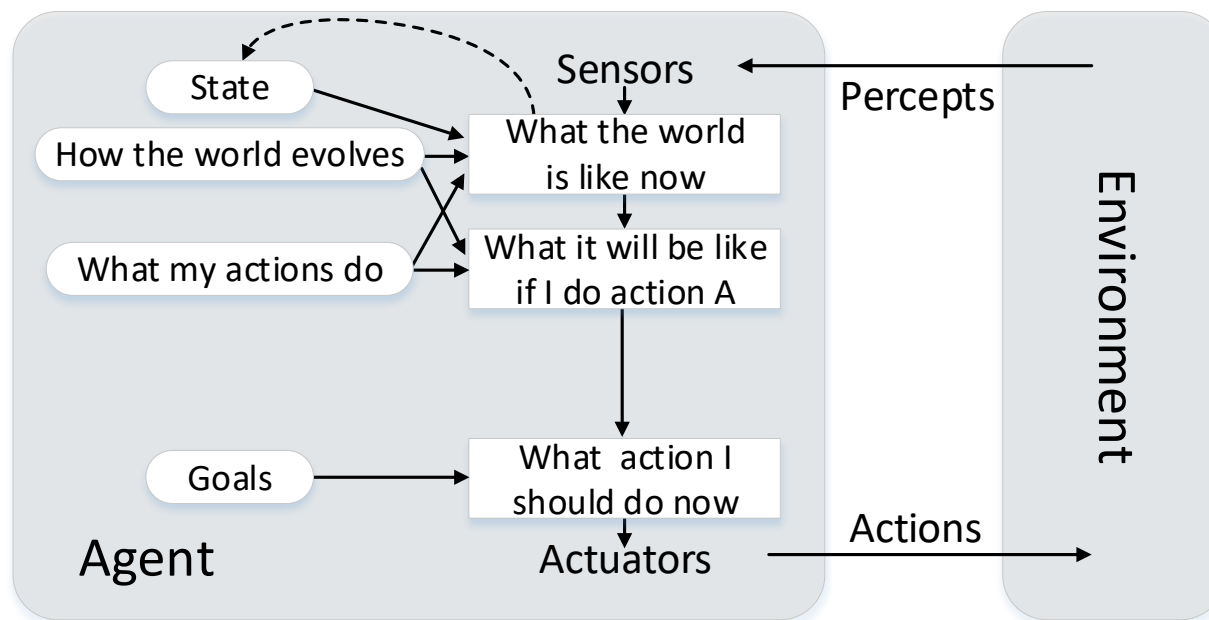 State
Sensors
Percepts
How the world evolves
What the world
is like now
What my actions do
What it will be like
if I do action A
Environment
Goals
What action I
should do now
Agent
Actuators
Actions